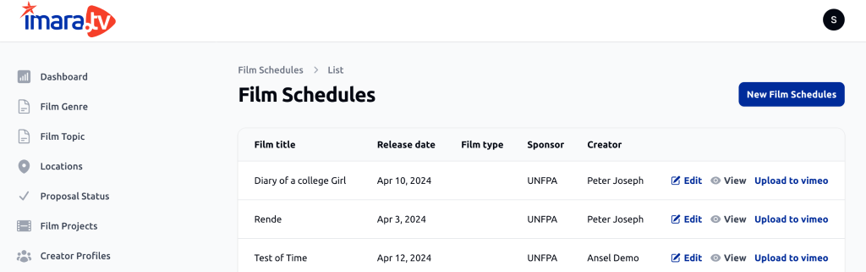 imara.tv
S
Dashboard
Film Genre
Film Topic
Locations
Proposal Status
Film Projects
Creator Profiles
Film Schedules > List
Film Schedules
New Film Schedules
Film title Release date Film type Sponsor Creator
Diary of a college Girl Apr 10, 2024 UNFPA Peter Joseph Edit View Upload to vimeo
Rende Apr 3, 2024 UNFPA Peter Joseph Edit View Upload to vimeo
Test of Time Apr 12, 2024 UNFPA Ansel Demo Edit View Upload to vimeo